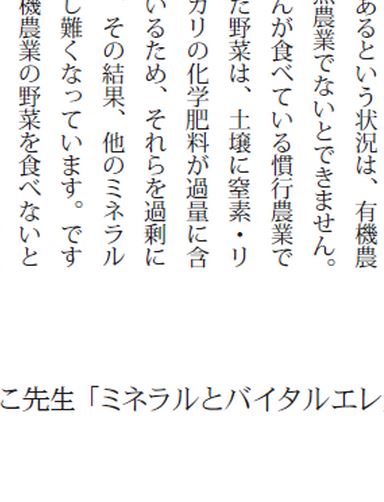 あるという状況は、有機農
農業でないとできません。
んが食べている慣行農業で
た野菜は、土壌に窒素・リ
カリの化学肥料が過量に含
いるため、それらを過剰に
、その結果、他のミネラル
し難くなっています。です
機農業の野菜を食べないと
こ先生「ミネラルとバイタルエレ